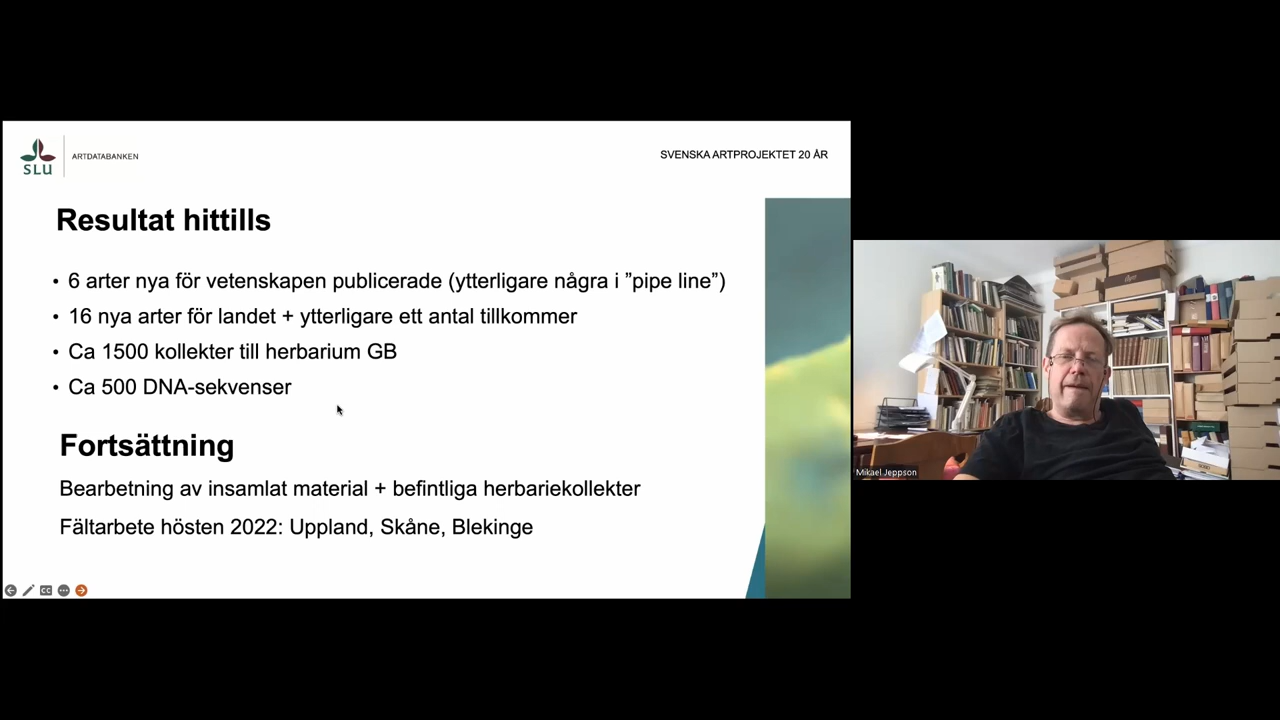 SLU
ARTDATABANKEN
SVENSKA ARTPROJEKTET 20 ÅR
Resultat hittills
• 6 arter nya för vetenskapen publicerade (ytterligare några i ”pipe line”)
• 16 nya arter för landet + ytterligare ett antal tillkommer
• Ca 1500 kollekter till herbarium GB
• Ca 500 DNA-sekvenser
Fortsättning
Bearbetning av insamlat material + befintliga herbariekollekter
Fältarbete hösten 2022: Uppland, Skåne, Blekinge
CC
Mikael Jeppson